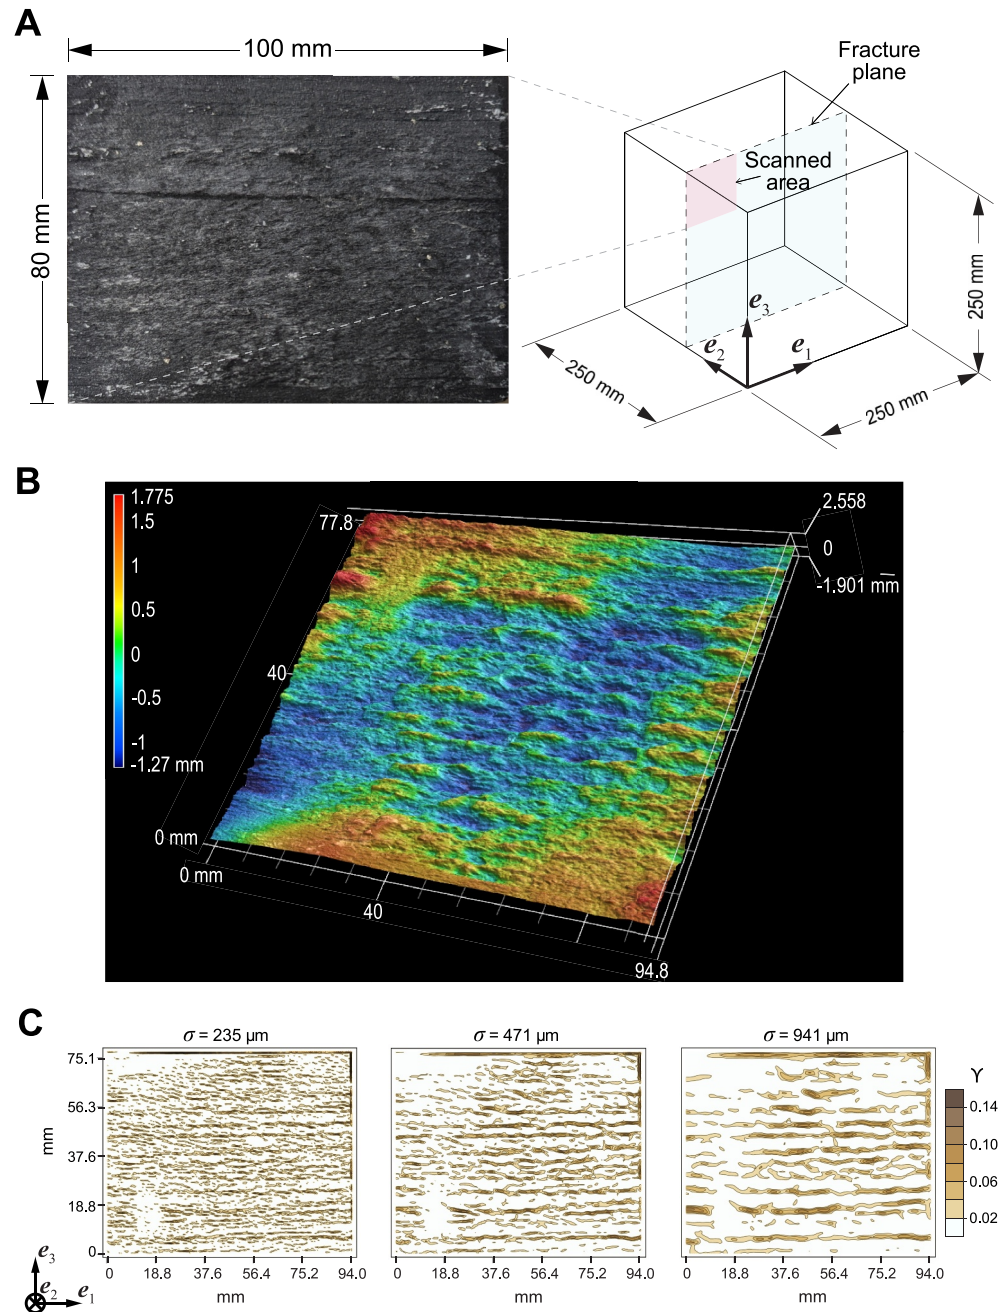 A
100 mm
80 mm
Fracture
plane
Scanned
area
e3
e2
e1
250 mm
250 mm
250 mm
B
1.775
1.5
1
0.5
0
-0.5
-1
-1.27 mm
77.8
40
0 mm
0 mm
40
94.8
2.558
0
-1.901 mm
C
σ = 235 µm
σ = 471 µm
σ = 941 µm
75.1
56.3
37.6
18.8
0
mm
0 18.8 37.6 56.4 75.2 94.0
mm
0 18.8 37.6 56.4 75.2 94.0
mm
0 18.8 37.6 56.4 75.2 94.0
mm
ϒ
0.14
0.10
0.06
0.02
e3
e2
e1